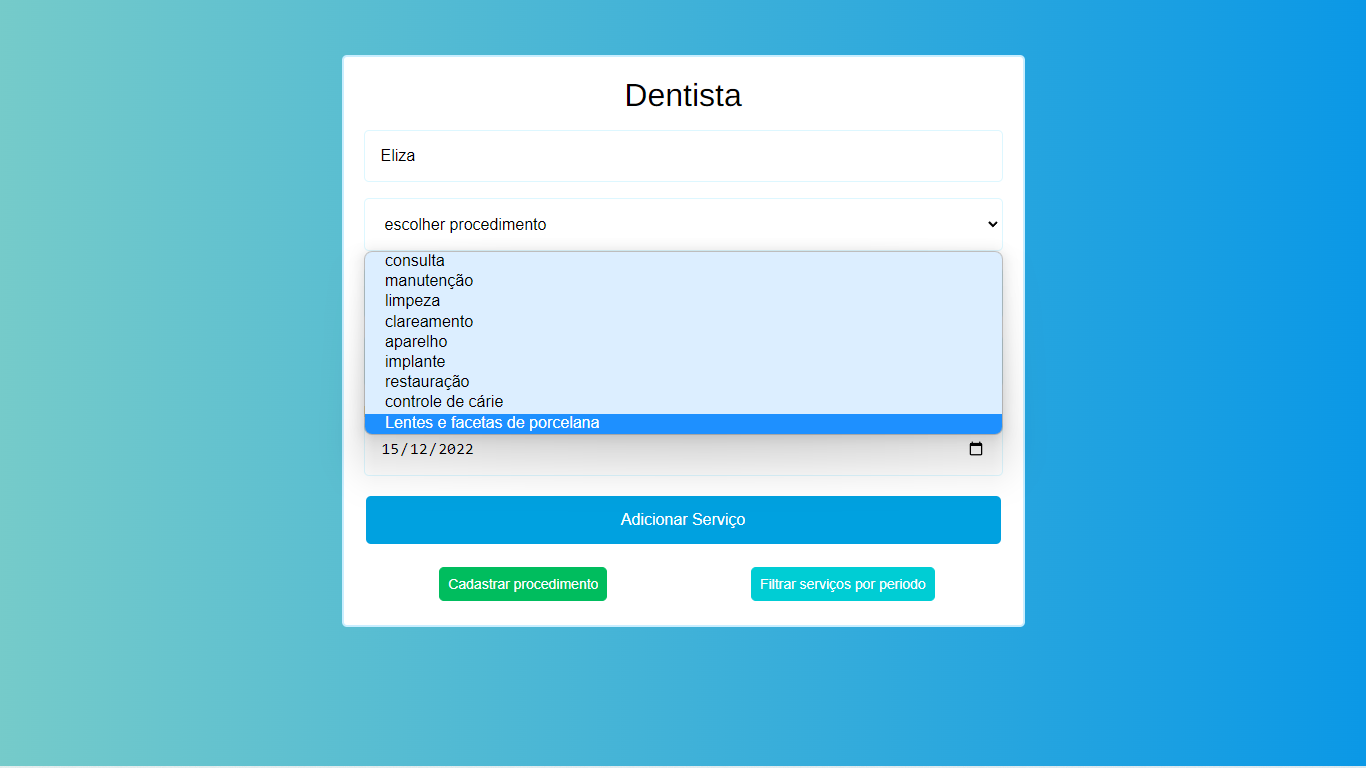 Dentista
Eliza
escolher procedimento
consulta
manutenção
limpeza
clareamento
aparelho
implante
restauração
controle de cárie
Lentes e facetas de porcelana
15/12/2022
Adicionar Serviço
Cadastrar procedimento
Filtrar serviços por periodo